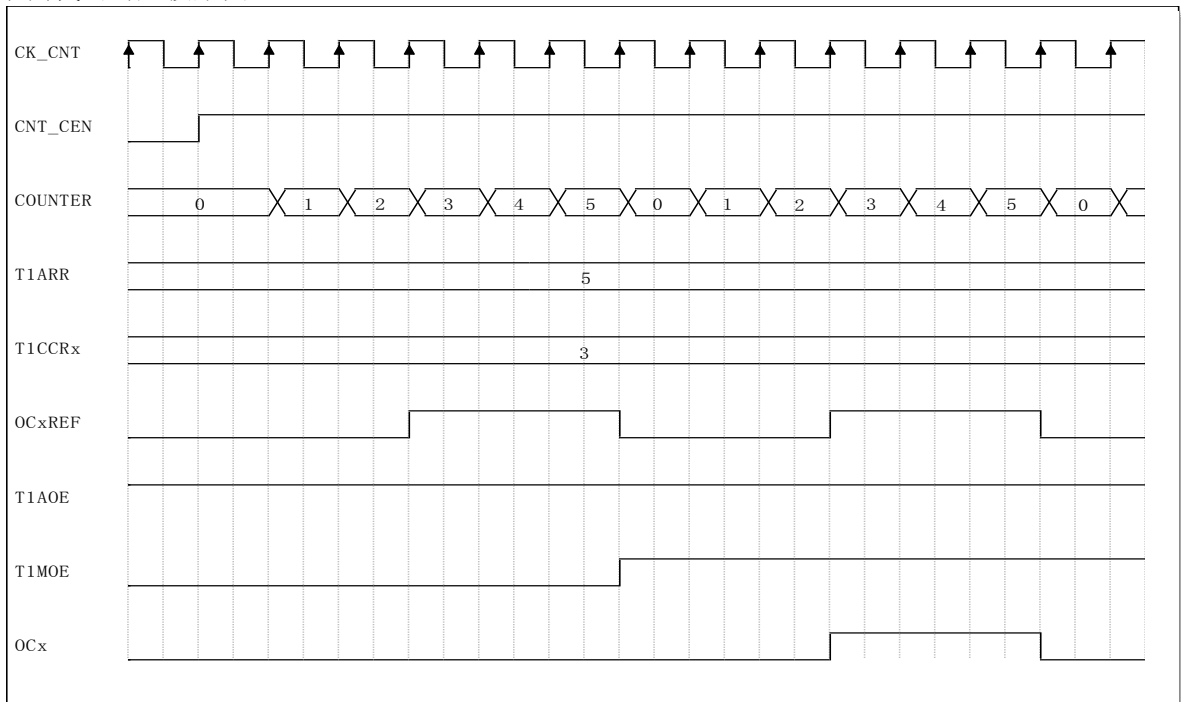 CK_CNT
CNT_CEN
COUNTER 0 1 2 3 4 5 0 1 2 3 4 5 0
T1ARR 5
T1CCRx 3
OCxREF
T1AOE
T1MOE
OCx